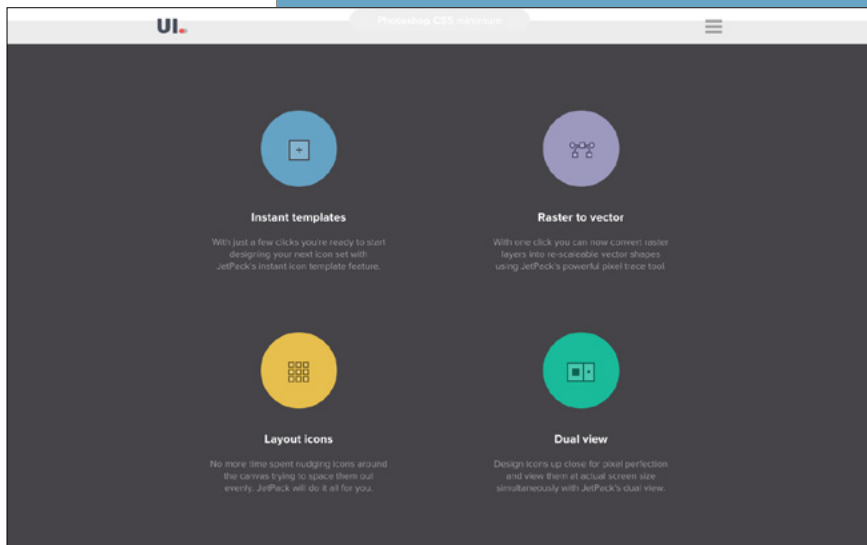 UI.
Photoshop CS5 minimum
Instant templates
With just a few clicks you're ready to start
designing your next icon set with
JetPack's instant icon template feature.
Raster to vector
With one click you can now convert raster
layers into re-scaleable vector shapes
using JetPack's powerful pixel trace tool.
Layout icons
No more time spent nudging icons around
the canvas trying to space them out
evenly. JetPack will do it all for you.
Dual view
Design icons up close for pixel perfection
and view them at actual screen size
simultaneously with JetPack's dual view.